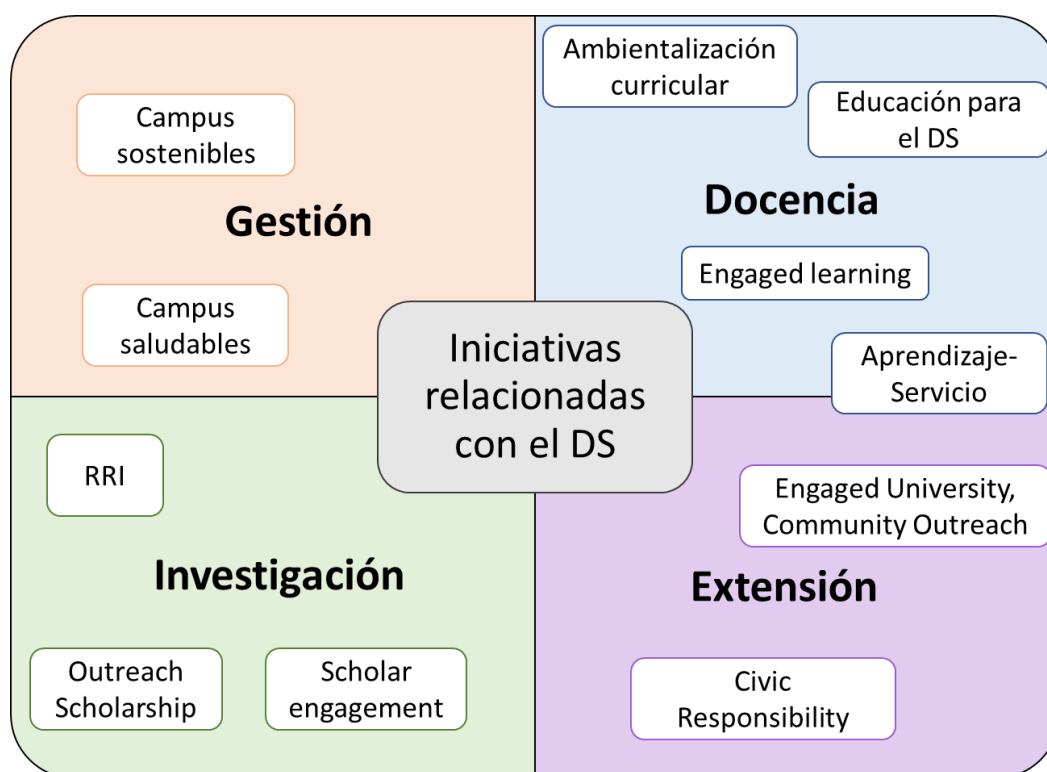 Campus
sostenibles
Gestión
Campus
saludables
Ambientalización
curricular
Educación para
el DS
Docencia
Engaged learning
Aprendizaje-
Servicio
Iniciativas
relacionadas
con el DS
RRI
Investigación
Outreach
Scholarship
Scholar
engagement
Engaged University,
Community Outreach
Extensión
Civic
Responsibility